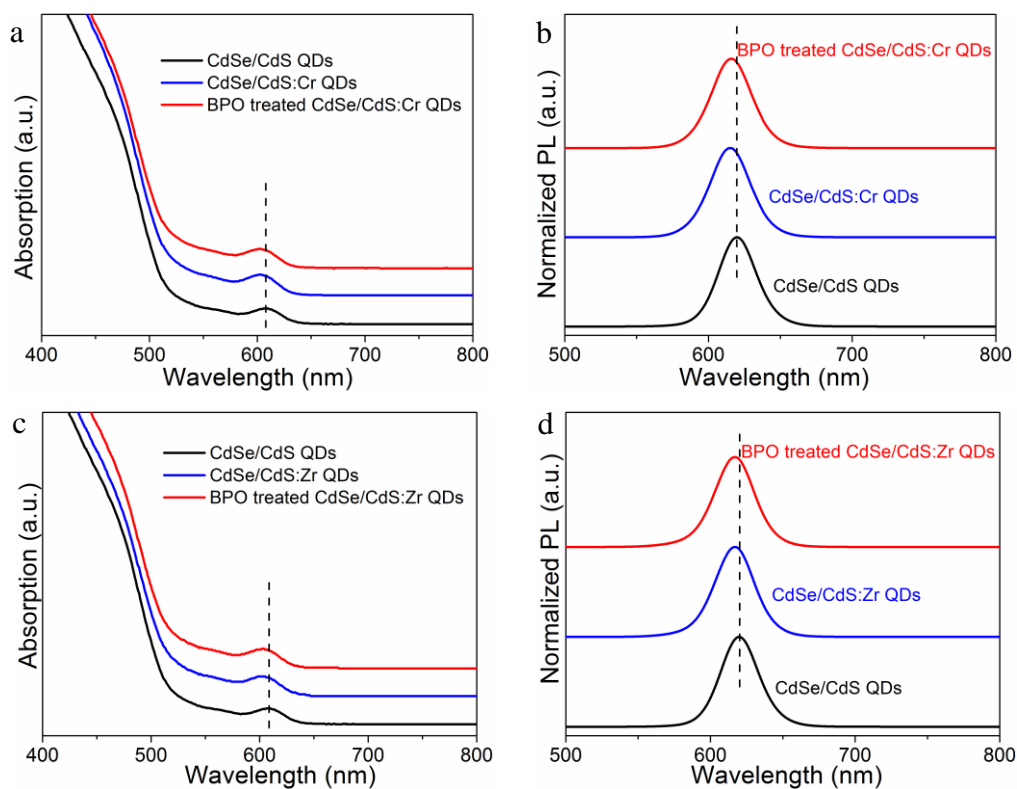 a
CdSe/CdS QDs
CdSe/CdS:Cr QDs
BPO treated CdSe/CdS:Cr QDs
Absorption (a.u.)
400 500 600 700 800
Wavelength (nm)
b
BPO treated CdSe/CdS:Cr QDs
CdSe/CdS:Cr QDs
CdSe/CdS QDs
Normalized PL (a.u.)
500 600 700 800
Wavelength (nm)
c
CdSe/CdS QDs
CdSe/CdS:Zr QDs
BPO treated CdSe/CdS:Zr QDs
Absorption (a.u.)
400 500 600 700 800
Wavelength (nm)
d
BPO treated CdSe/CdS:Zr QDs
CdSe/CdS:Zr QDs
CdSe/CdS QDs
Normalized PL (a.u.)
500 600 700 800
Wavelength (nm)